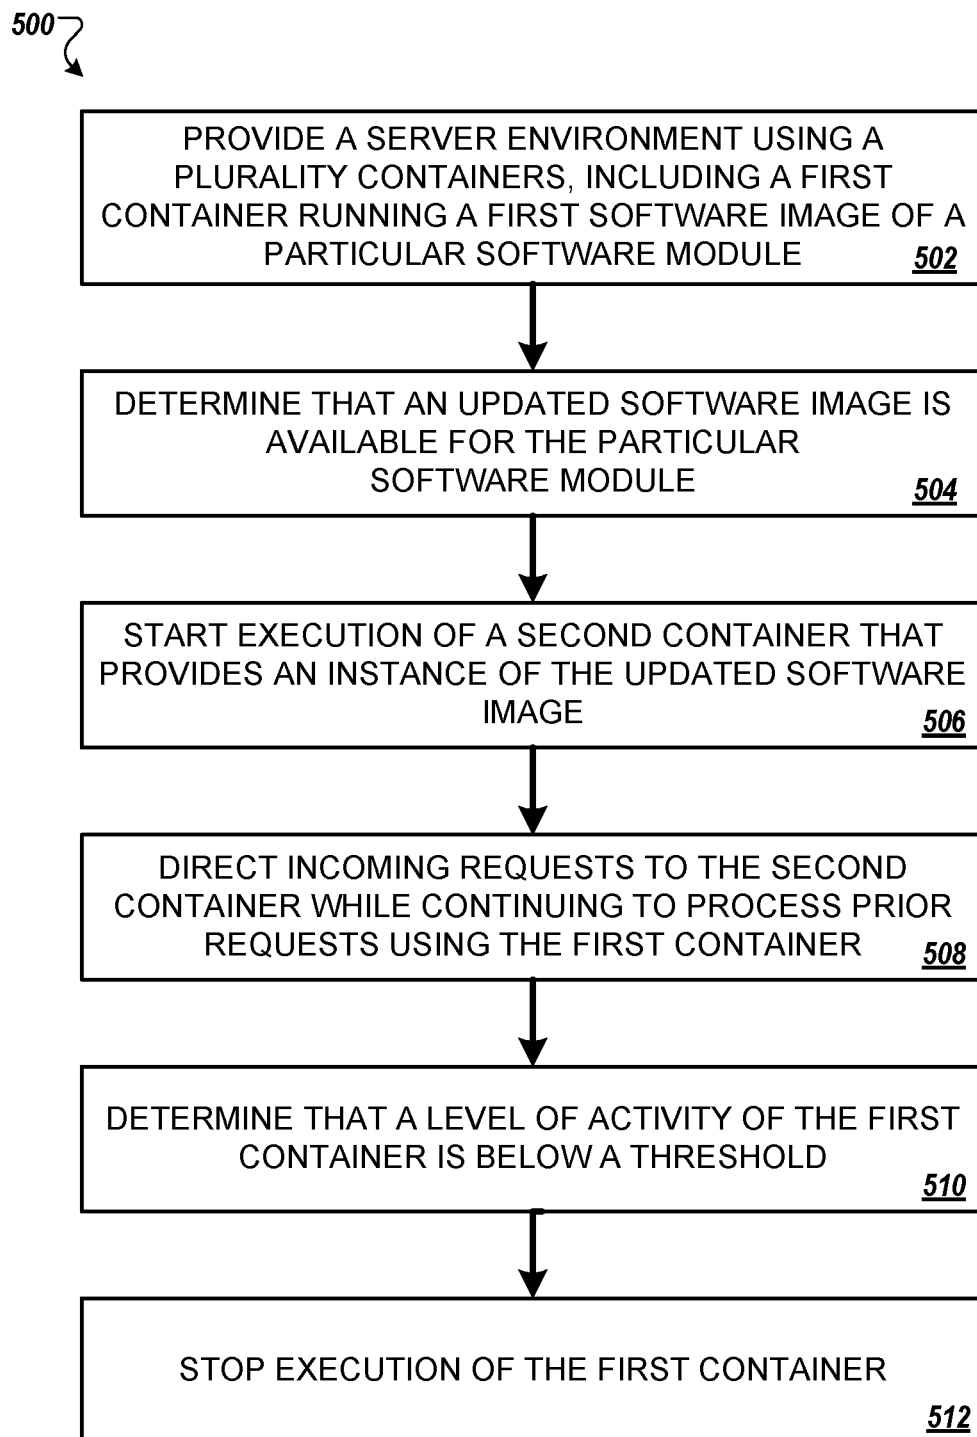 500
PROVIDE A SERVER ENVIRONMENT USING A
PLURALITY CONTAINERS, INCLUDING A FIRST
CONTAINER RUNNING A FIRST SOFTWARE IMAGE OF A
PARTICULAR SOFTWARE MODULE
502
DETERMINE THAT AN UPDATED SOFTWARE IMAGE IS
AVAILABLE FOR THE PARTICULAR
SOFTWARE MODULE
504
START EXECUTION OF A SECOND CONTAINER THAT
PROVIDES AN INSTANCE OF THE UPDATED SOFTWARE
IMAGE
506
DIRECT INCOMING REQUESTS TO THE SECOND
CONTAINER WHILE CONTINUING TO PROCESS PRIOR
REQUESTS USING THE FIRST CONTAINER
508
DETERMINE THAT A LEVEL OF ACTIVITY OF THE FIRST
CONTAINER IS BELOW A THRESHOLD
510
STOP EXECUTION OF THE FIRST CONTAINER
512